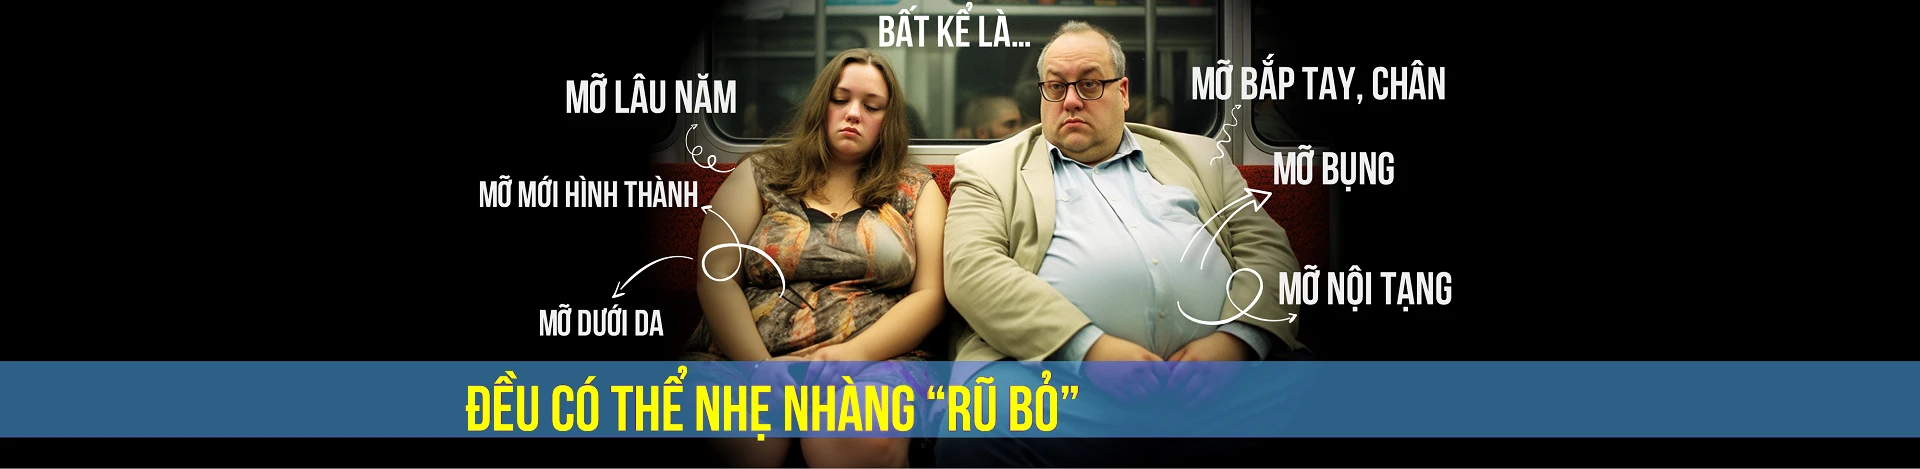 BẤT KỂ LÀ...
MỠ LÂU NĂM
MỠ MỚI HÌNH THÀNH
MỠ DƯỚI DA
MỠ BẮP TAY, CHÂN
MỠ BỤNG
MỠ NỘI TẠNG
ĐỀU CÓ THỂ NHẸ NHÀNG “RŨ BỎ”